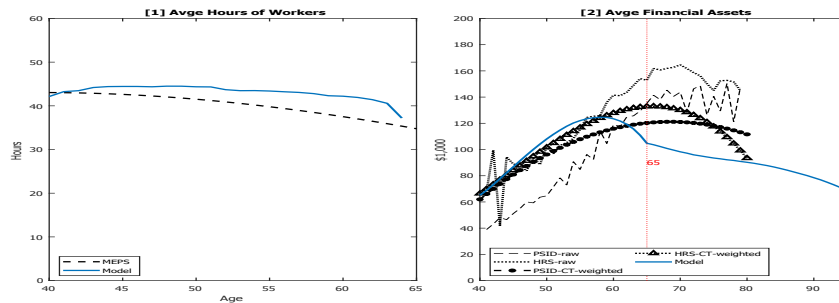 [1] Avge Hours of Workers
60
50
40
30
20
10
0
Hours
40 45 50 55 60 65
Age
MEPS
Model
[2] Avge Financial Assets
200
180
160
140
120
100
80
60
40
20
0
$1,000
65
40 50 60 70 80 90
PSID-raw
HRS-raw
PSID-CT-weighted
HRS-CT-weighted
Model